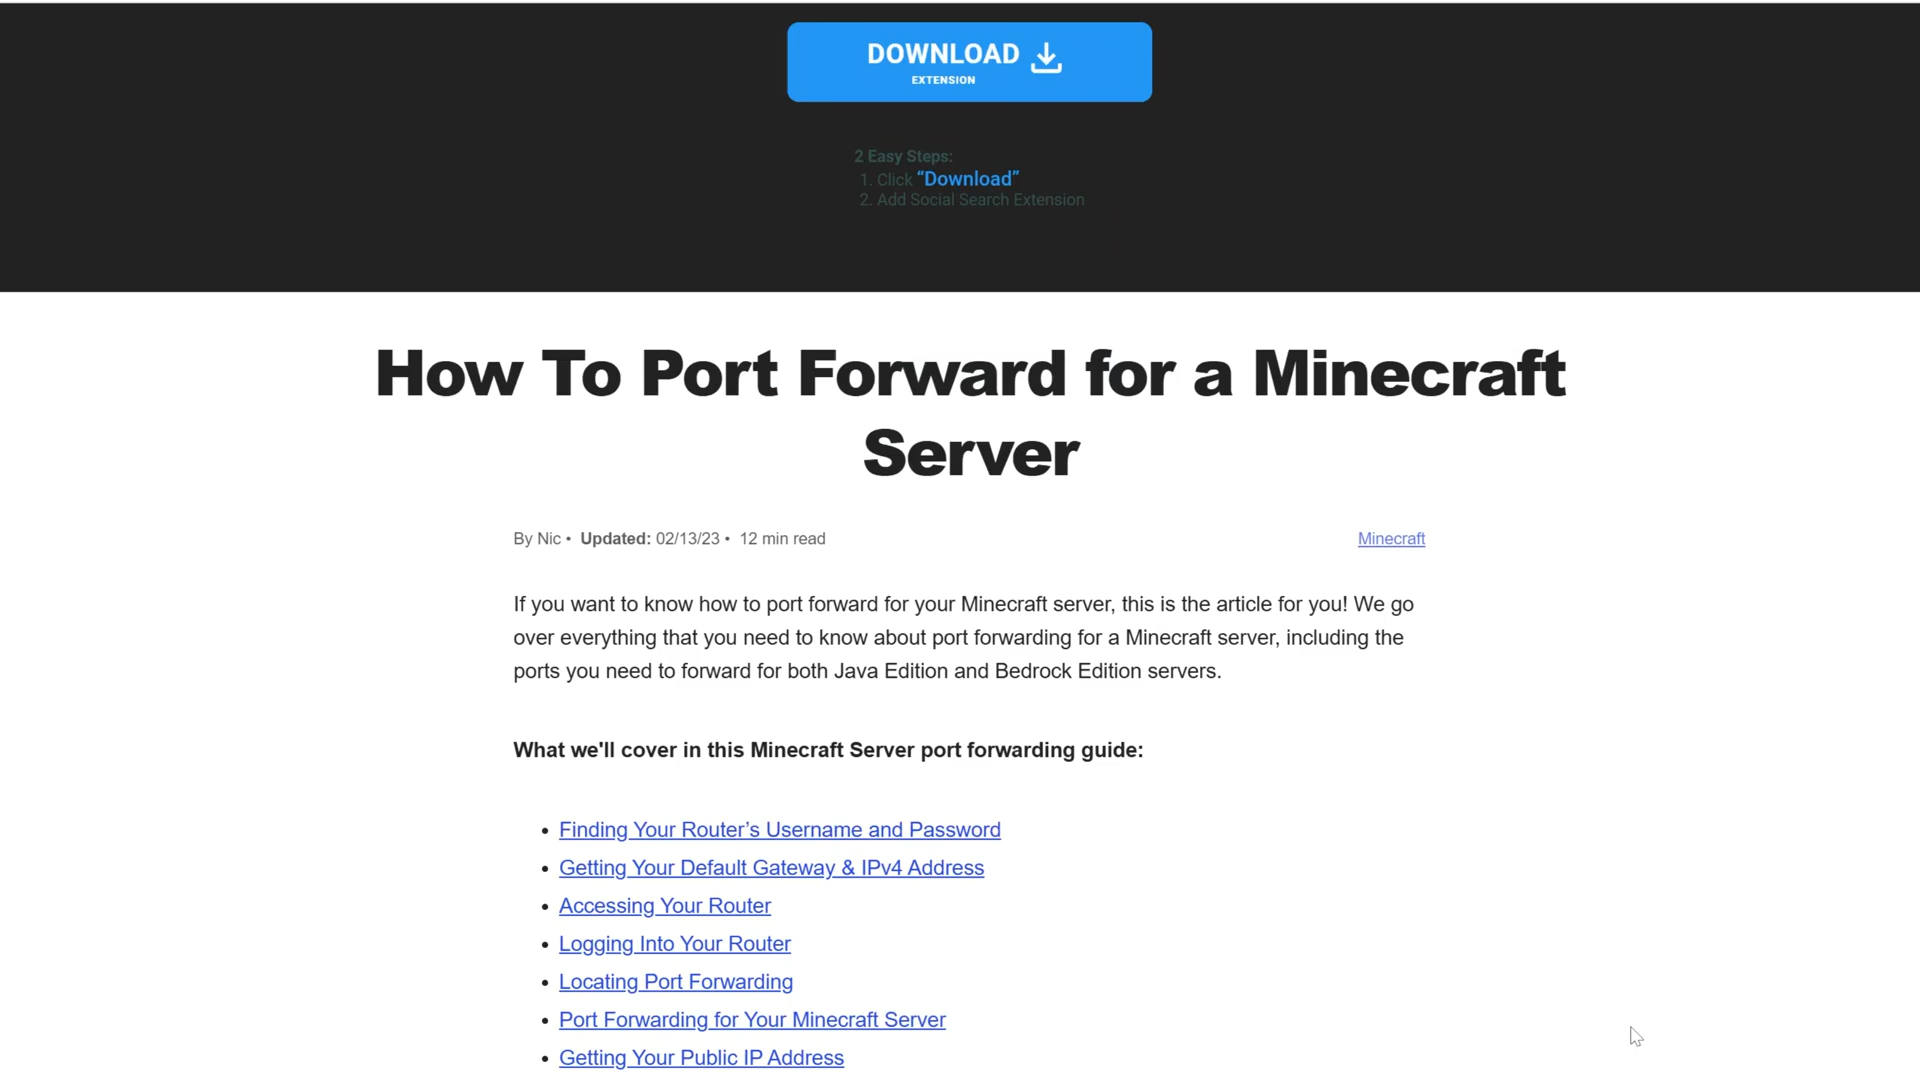 DOWNLOAD
EXTENSION
2 Easy Steps:
1. Click “Download”
2. Add Social Search Extension
How To Port Forward for a Minecraft
Server
By Nic • Updated: 02/13/23 • 12 min read
Minecraft
If you want to know how to port forward for your Minecraft server, this is the article for you! We go
over everything that you need to know about port forwarding for a Minecraft server, including the
ports you need to forward for both Java Edition and Bedrock Edition servers.
What we'll cover in this Minecraft Server port forwarding guide:
• Finding Your Router’s Username and Password
• Getting Your Default Gateway & IPv4 Address
• Accessing Your Router
• Logging Into Your Router
• Locating Port Forwarding
• Port Forwarding for Your Minecraft Server
• Getting Your Public IP Address